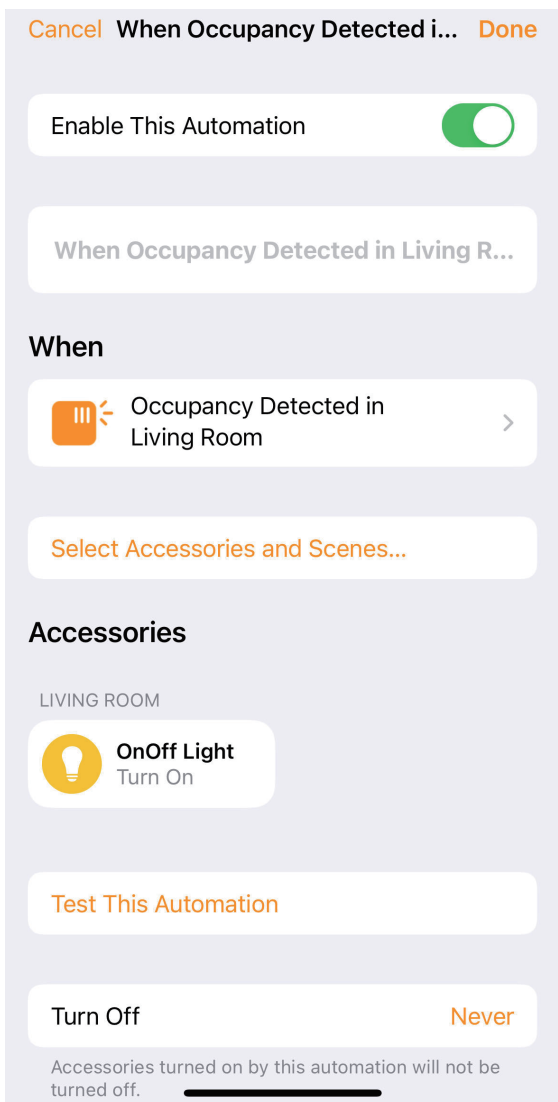 Cancel When Occupancy Detected i... Done
Enable This Automation
When Occupancy Detected in Living R...
When
Occupancy Detected in
Living Room
Select Accessories and Scenes...
Accessories
LIVING ROOM
OnOff Light
Turn On
Test This Automation
Turn Off Never
Accessories turned on by this automation will not be
turned off.